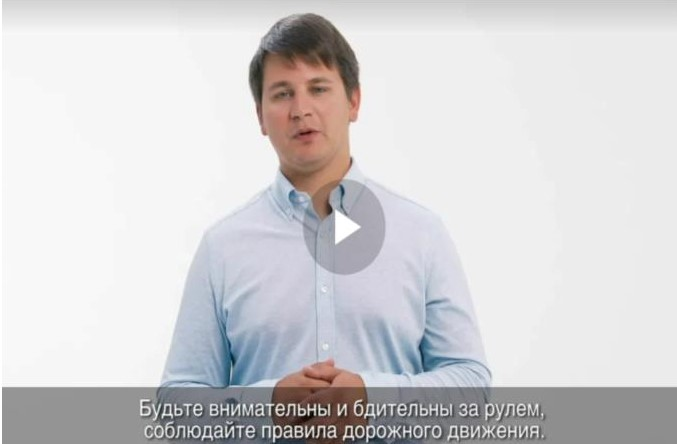 Будьте внимательны и бдительны за рулем,
соблюдайте правила дорожного движения.